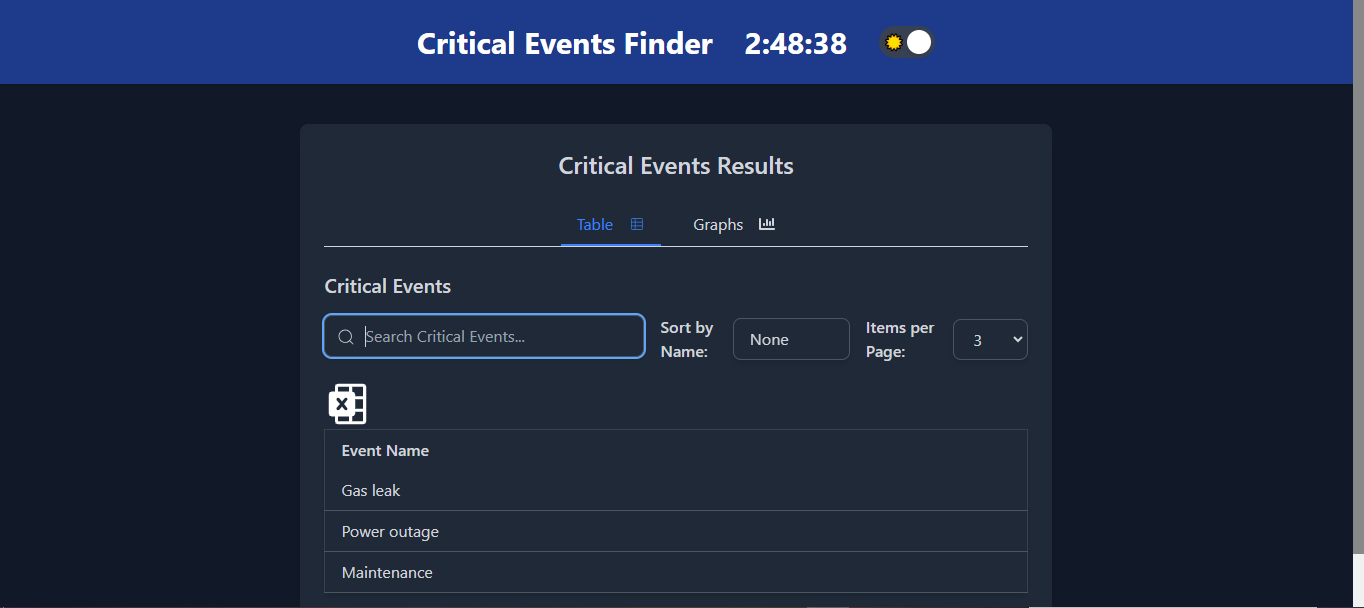 Critical Events Finder 2:48:38
Critical Events Results
Table Graphs
Critical Events
Search Critical Events...
Sort by
Name:
None
Items per
Page:
3
X
Event Name
Gas leak
Power outage
Maintenance